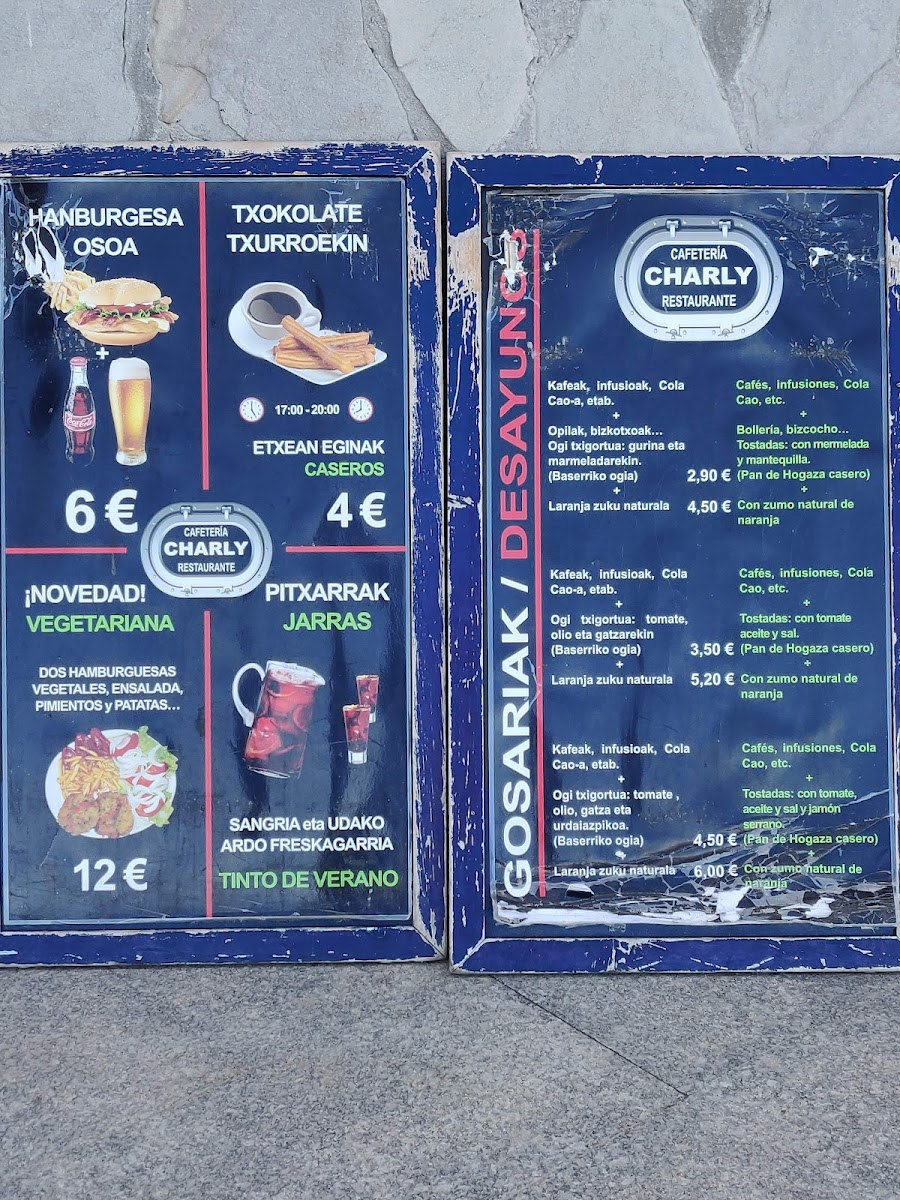 HANBURGESA
OSOA
+
Coca-Cola
6 €
TXOKOLATE
TXURROEKIN
17:00 - 20:00
ETXEAN EGINAK
CASEROS
4 €
CAFETERÍA
CHARLY
RESTAURANTE
¡NOVEDAD!
VEGETARIANA
DOS HAMBURGUESAS
VEGETALES, ENSALADA,
PIMIENTOS y PATATAS...
12 €
PITXARRAK
JARRAS
SANGRIA eta UDAKO
ARDO FRESKAGARRIA
TINTO DE VERANO
GOSARIAK / DESAYUNOS
CAFETERÍA
CHARLY
RESTAURANTE
Kafeak, infusioak, Cola
Cao-a, etab.
+
Opilak, bizkotxoak...
Ogi txigortua: gurina eta
marmeladarekin.
(Baserriko ogia)
+
Laranja zuku naturala
2,90 €
4,50 €
Cafés, infusiones, Cola
Cao, etc.
+
Bollería, bizcocho...
Tostadas: con mermelada
y mantequilla.
(Pan de Hogaza casero)
+
Con zumo natural de
naranja
Kafeak, infusioak, Cola
Cao-a, etab.
+
Ogi txigortua: tomate,
olio eta gatzarekin
(Baserriko ogia)
+
Laranja zuku naturala
3,50 €
5,20 €
Cafés, infusiones, Cola
Cao, etc.
+
Tostadas: con tomate
aceite y sal.
(Pan de Hogaza casero)
+
Con zumo natural de
naranja
Kafeak, infusioak, Cola
Cao-a, etab.
+
Ogi txigortua: tomate ,
olio, gatza eta
urdaiazpikoa.
(Baserriko ogia)
+
Laranja zuku naturala
4,50 €
6,00 €
Cafés, infusiones, Cola
Cao, etc.
+
Tostadas: con tomate,
aceite y sal y jamón
serrano.
(Pan de Hogaza casero)
+
Con zumo natural de
naranja